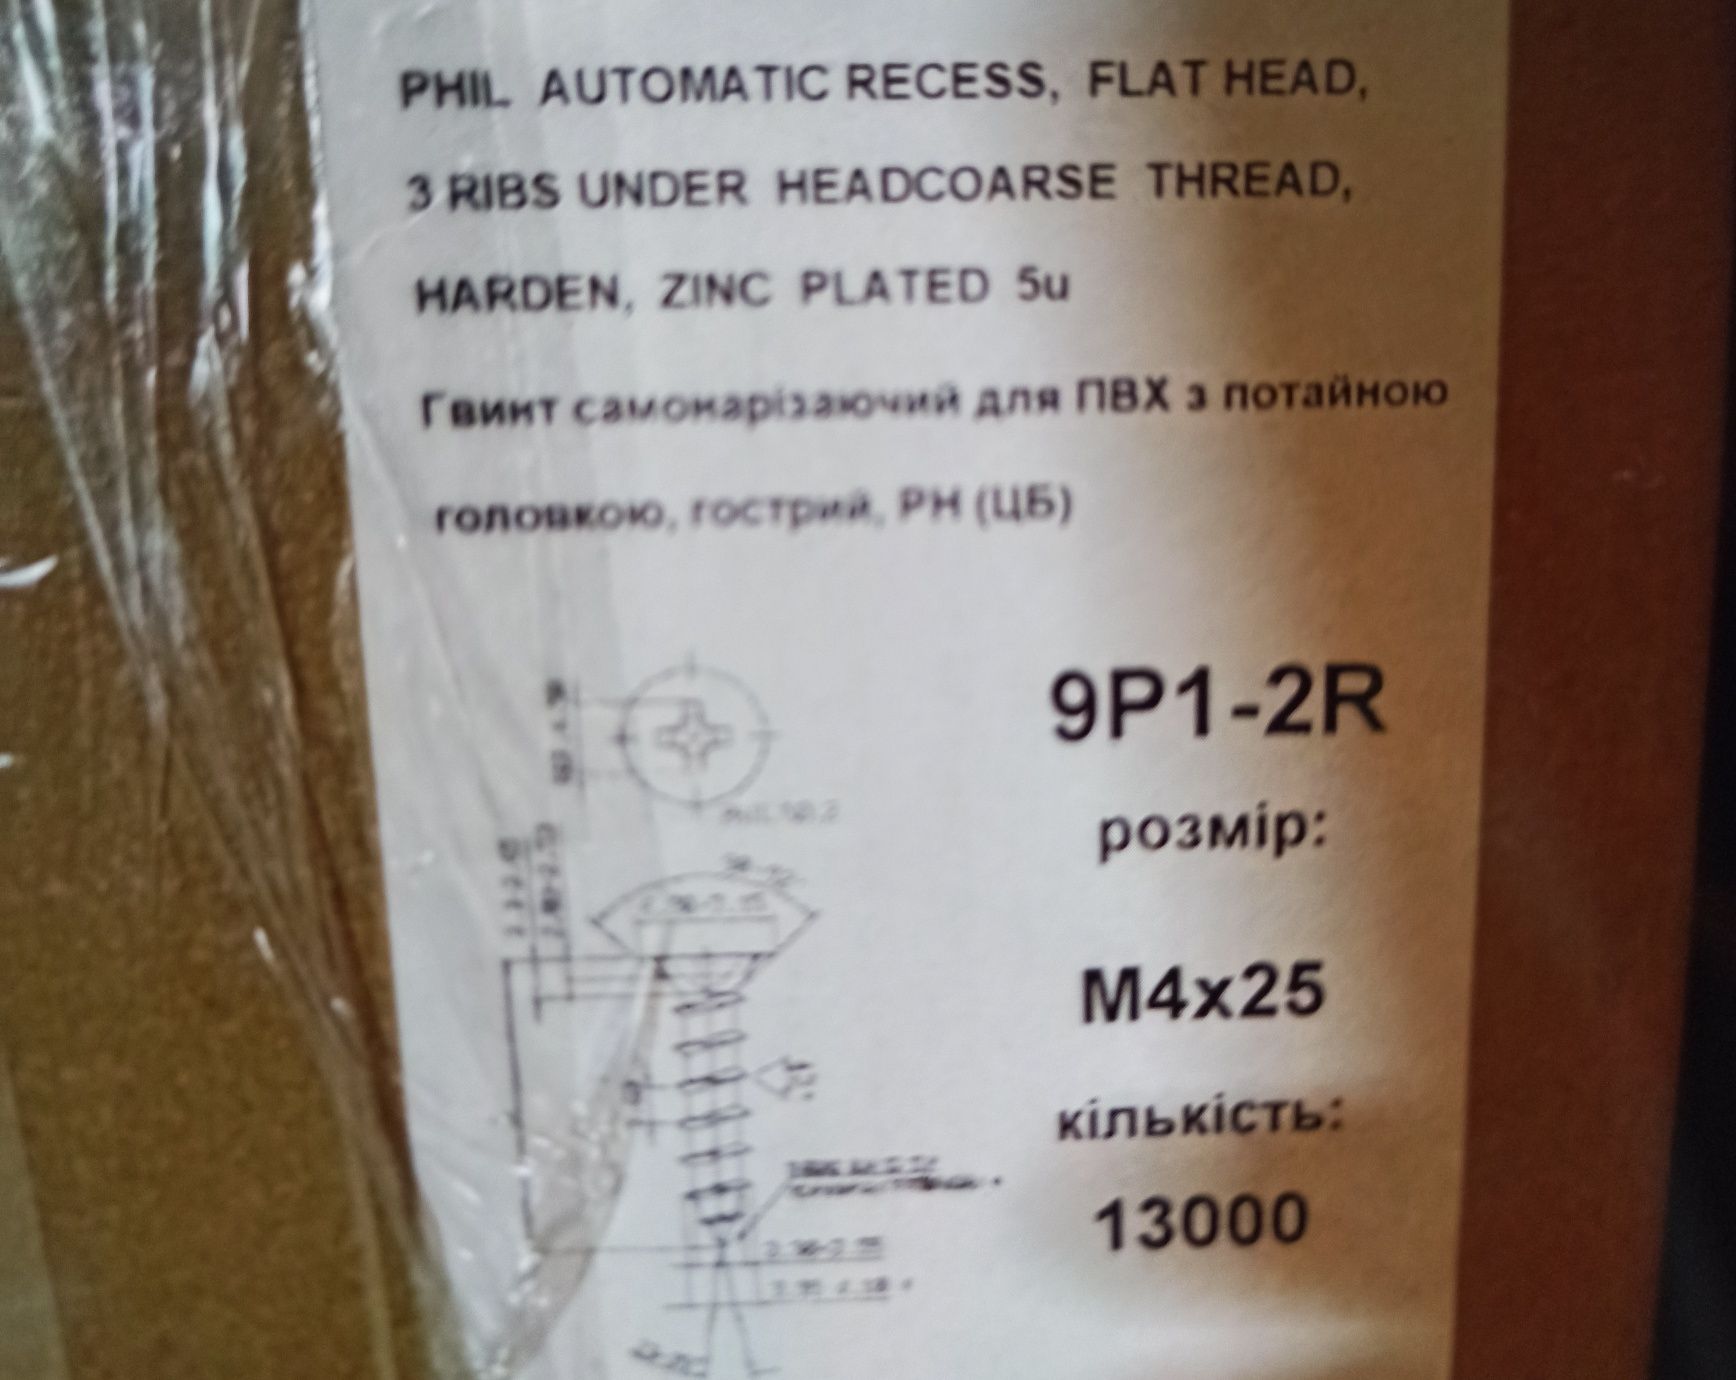 PHIL AUTOMATIC RECESS, FLAT HEAD,
3 RIBS UNDER HEADCOARSE THREAD,
HARDEN, ZINC PLATED 5u
Гвинт самонарізаючий для ПВХ з потайною
головкою, гострий, PH (ЦБ)
9P1-2R
розмір:
M4x25
кількість:
13000